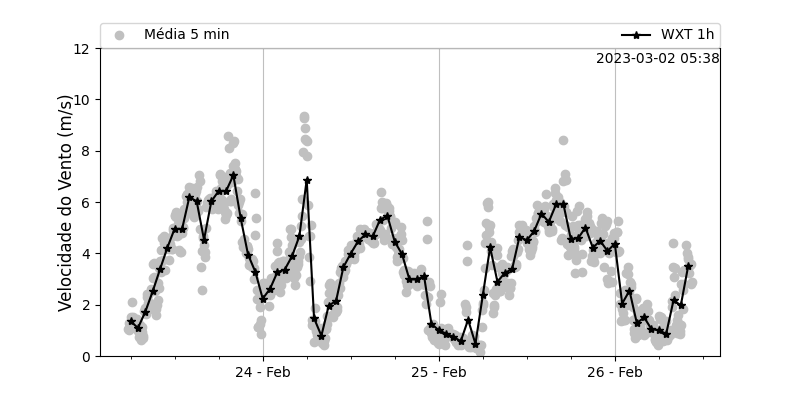 Média 5 min
WXT 1h
2023-03-02 05:38
Velocidade do Vento (m/s)
12
10
8
6
4
2
0
24 - Feb
25 - Feb
26 - Feb